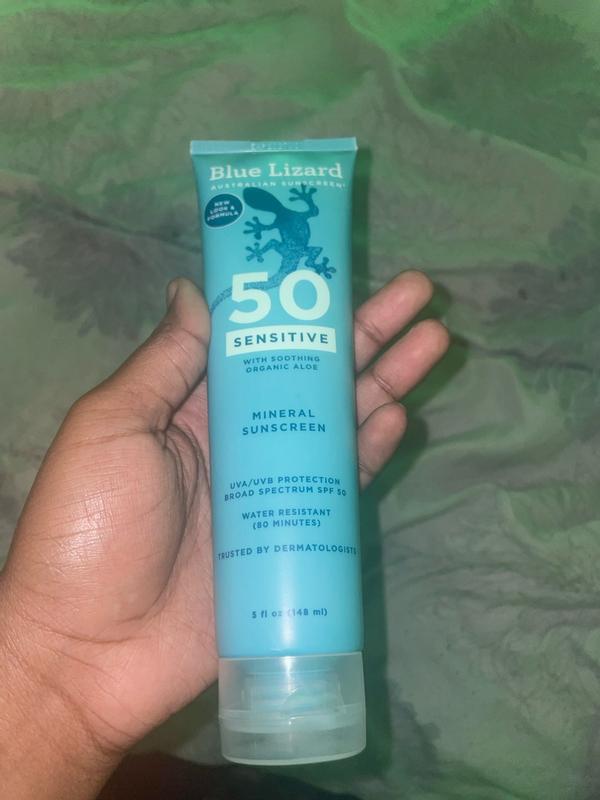 Blue Lizard
AUSTRALIAN SUNSCREEN
NEW
LOOK &
FORMULA
50
SENSITIVE
WITH SOOTHING
ORGANIC ALOE
MINERAL
SUNSCREEN
UVA/UVB PROTECTION
BROAD SPECTRUM SPF 50
WATER RESISTANT
(80 MINUTES)
TRUSTED BY DERMATOLOGISTS
5 fl oz (148 ml)